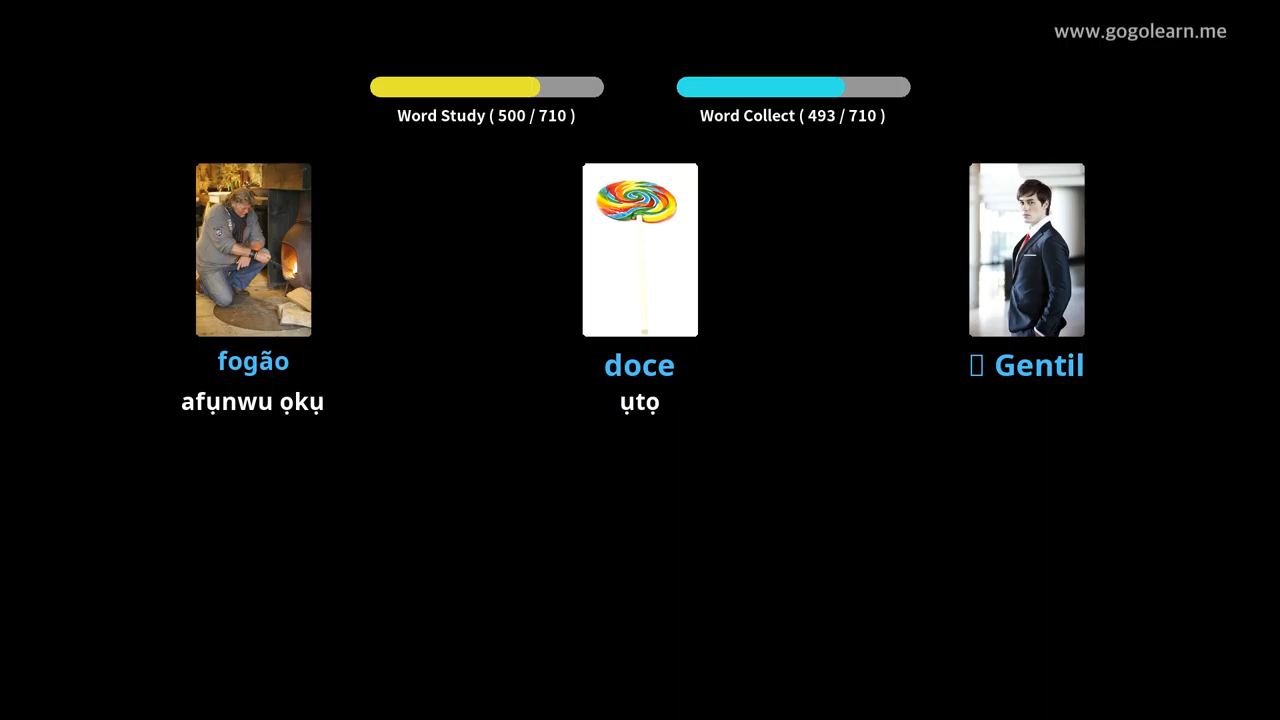 www.gogolearn.me
Word Study ( 500 / 710 )
Word Collect ( 493 / 710 )
fogão
doce
Gentil
afụnwu ọkụ
ụtọ